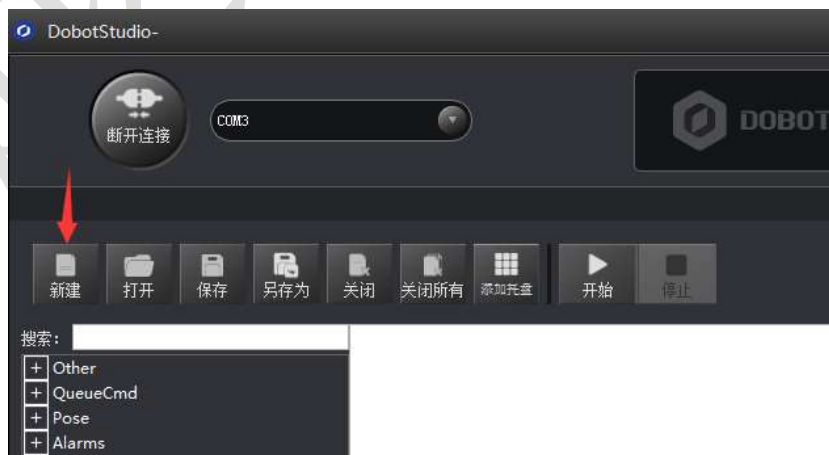 DobotStudio-
断开连接
COM3
DOBOT
新建 打开 保存 另存为 关闭 关闭所有 添加托盘 开始 停止
搜索:
+ Other
+ QueueCmd
+ Pose
+ Alarms